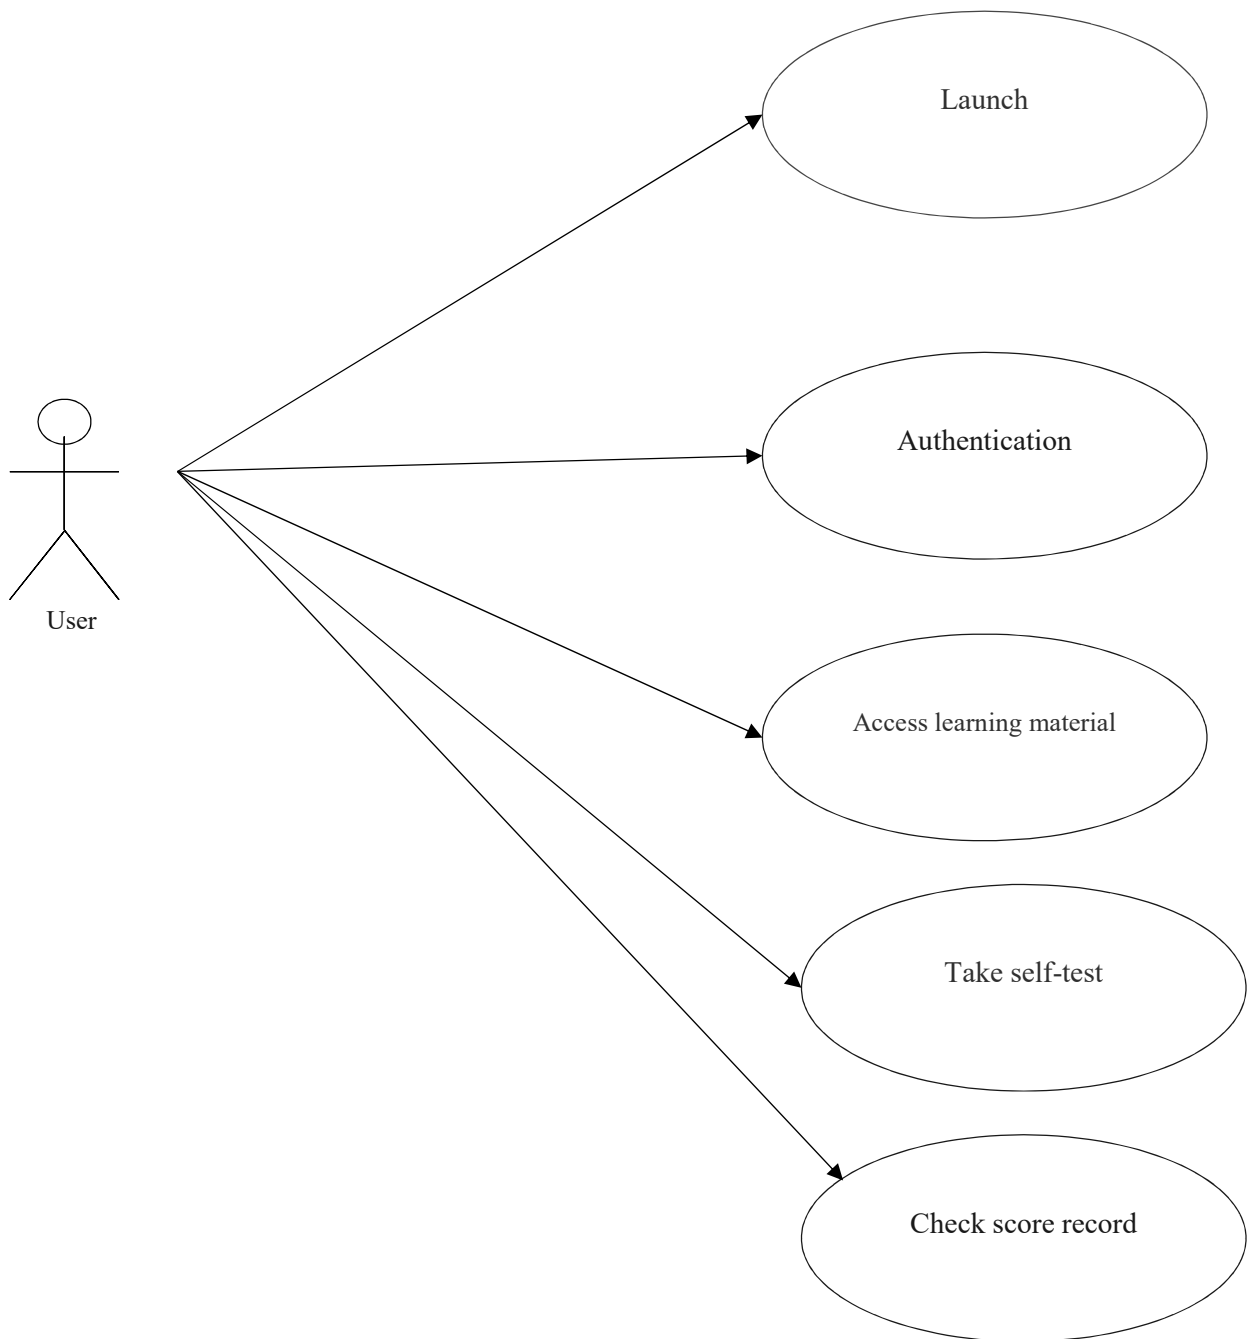 Launch
Authentication
User
Access learning material
Take self-test
Check score record